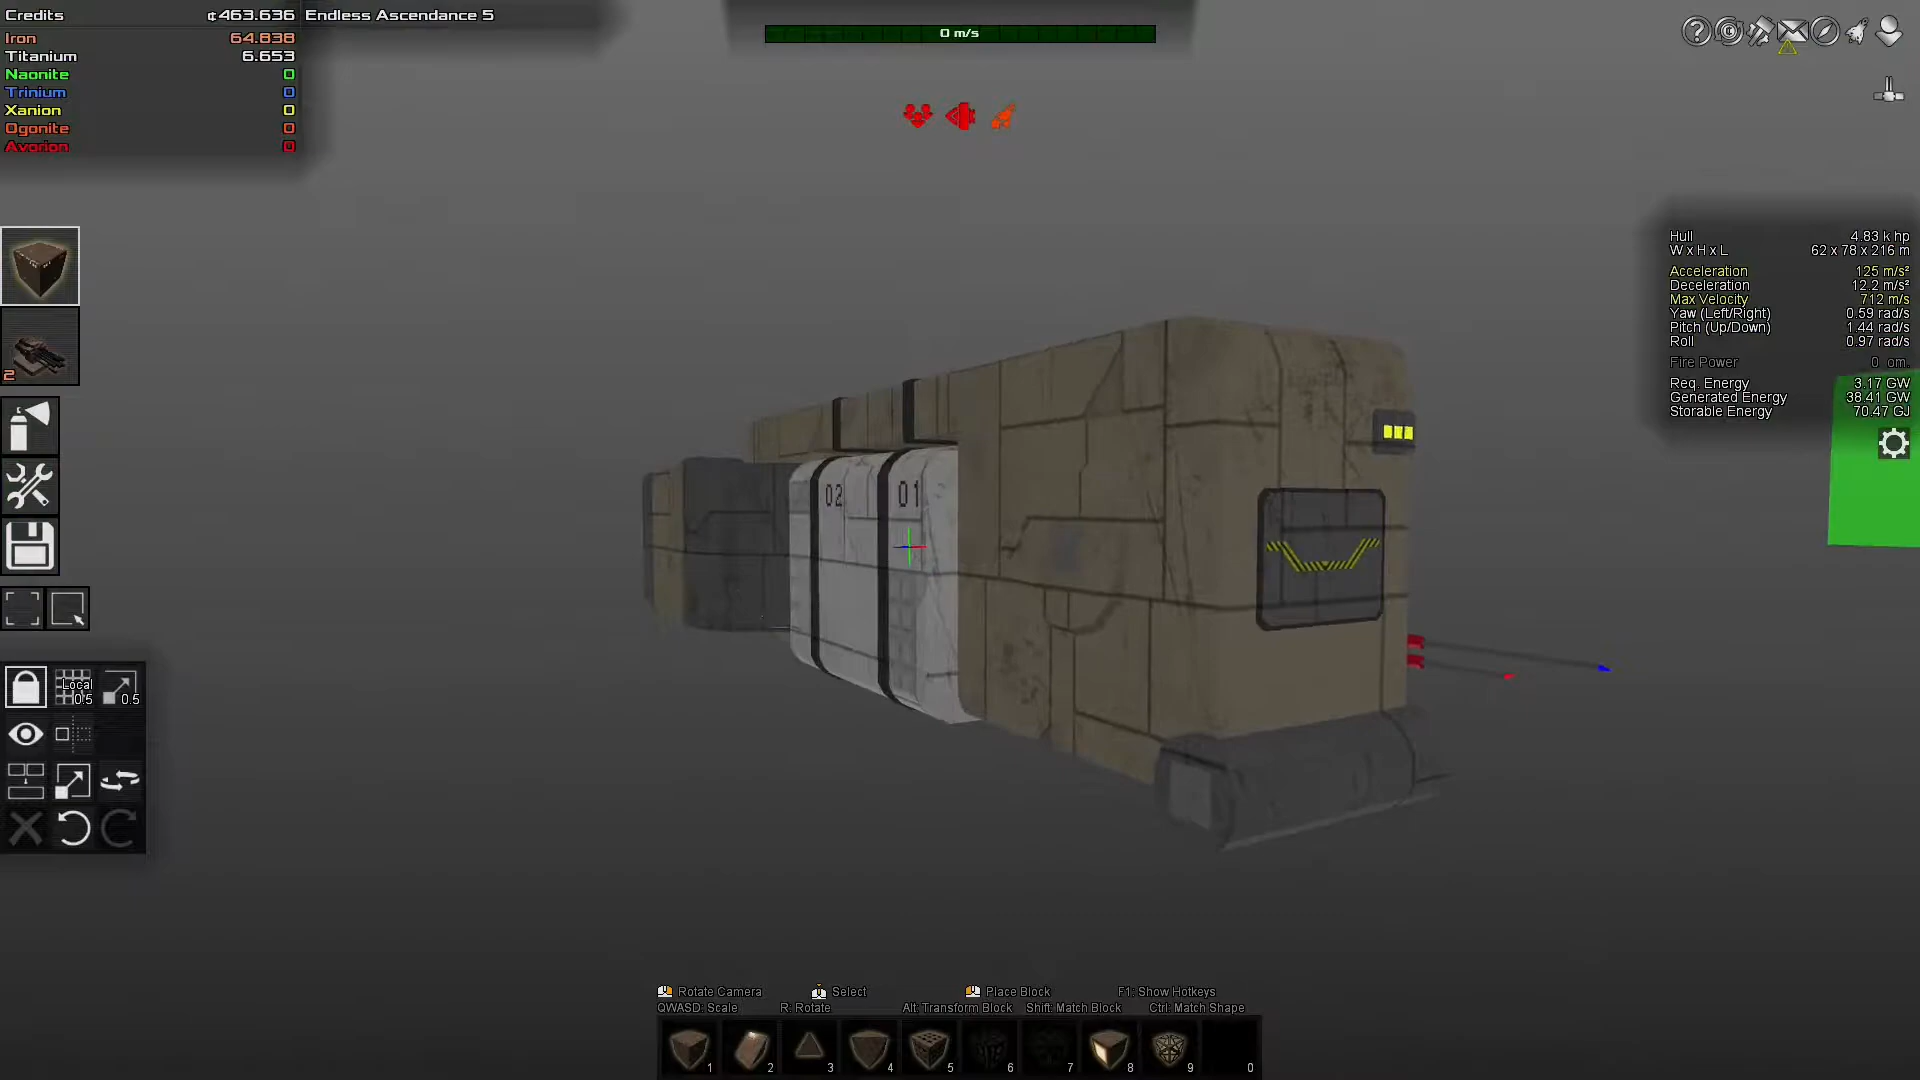 Credits ¢463.636 Endless Ascendance 5
Iron 64.838
Titanium 6.653
Naonite 0
Trinium 0
Xanion 0
Ogonite 0
Avorion 0
0 m/s
Hull 4.83 k hp
W x H x L 62 x 78 x 216 m
Acceleration 125 m/s²
Deceleration 12.2 m/s²
Max Velocity 712 m/s
Yaw (Left/Right) 0.59 rad/s
Pitch (Up/Down) 1.44 rad/s
Roll 0.97 rad/s
Fire Power 0 om.
Req. Energy 3.17 GW
Generated Energy 38.41 GW
Storable Energy 70.47 GJ
2
02 01
Local
0.5 0.5
Rotate Camera Select Place Block F1: Show Hotkeys
QWASD: Scale R: Rotate Alt: Transform Block Shift: Match Block Ctrl: Match Shape
1 2 3 4 5 6 7 8 9 0